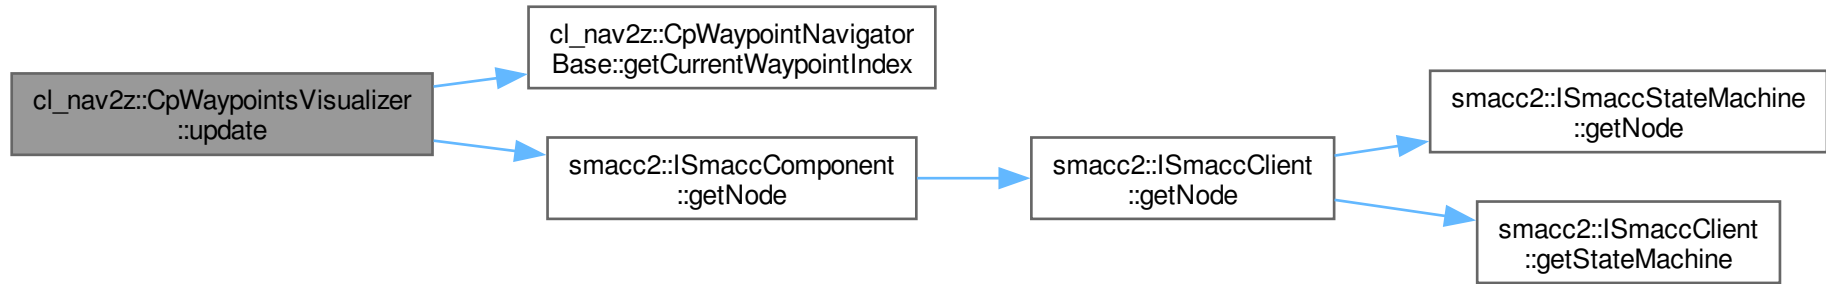 cl_nav2z::CpWaypointsVisualizer
::update
cl_nav2z::CpWaypointNavigator
Base::getCurrentWaypointIndex
smacc2::ISmaccComponent
::getNode
smacc2::ISmaccClient
::getNode
smacc2::ISmaccStateMachine
::getNode
smacc2::ISmaccClient
::getStateMachine